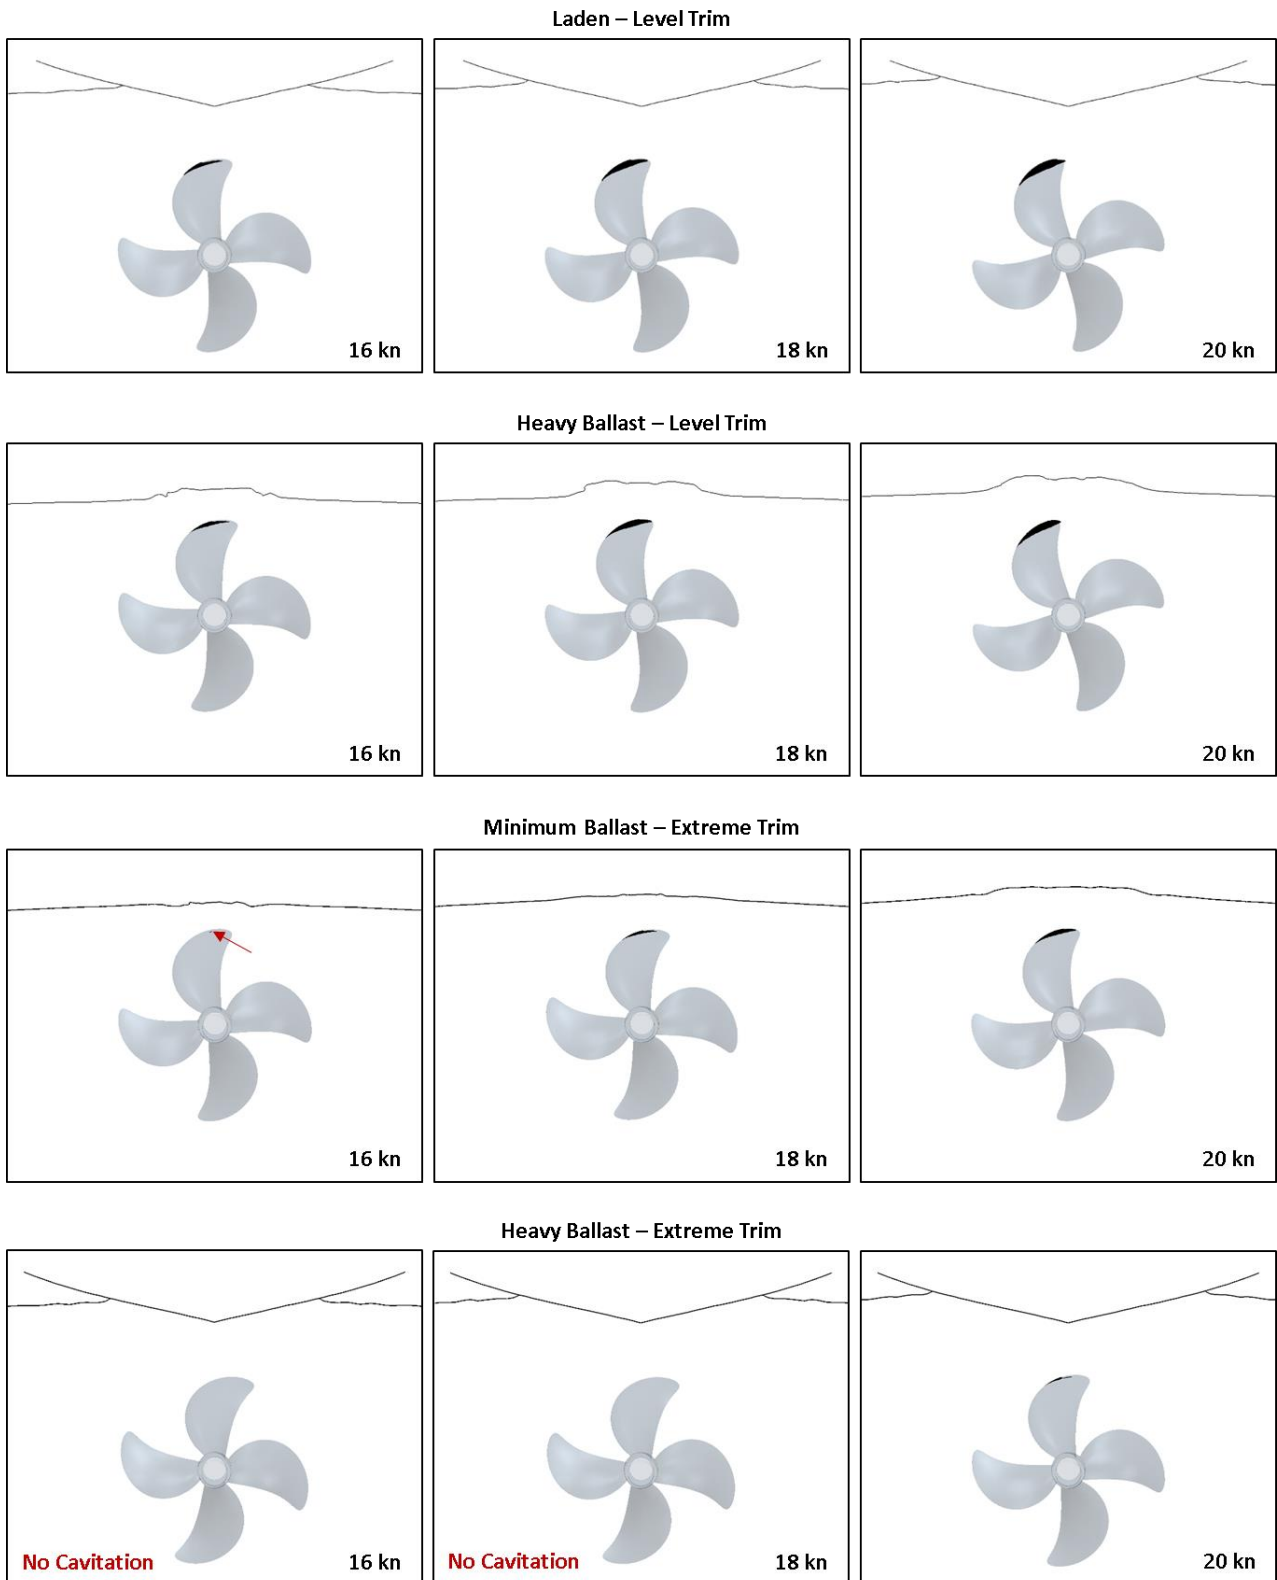 Laden – Level Trim
16 kn
18 kn
20 kn
Heavy Ballast – Level Trim
16 kn
18 kn
20 kn
Minimum Ballast – Extreme Trim
16 kn
18 kn
20 kn
Heavy Ballast – Extreme Trim
No Cavitation
16 kn
No Cavitation
18 kn
20 kn